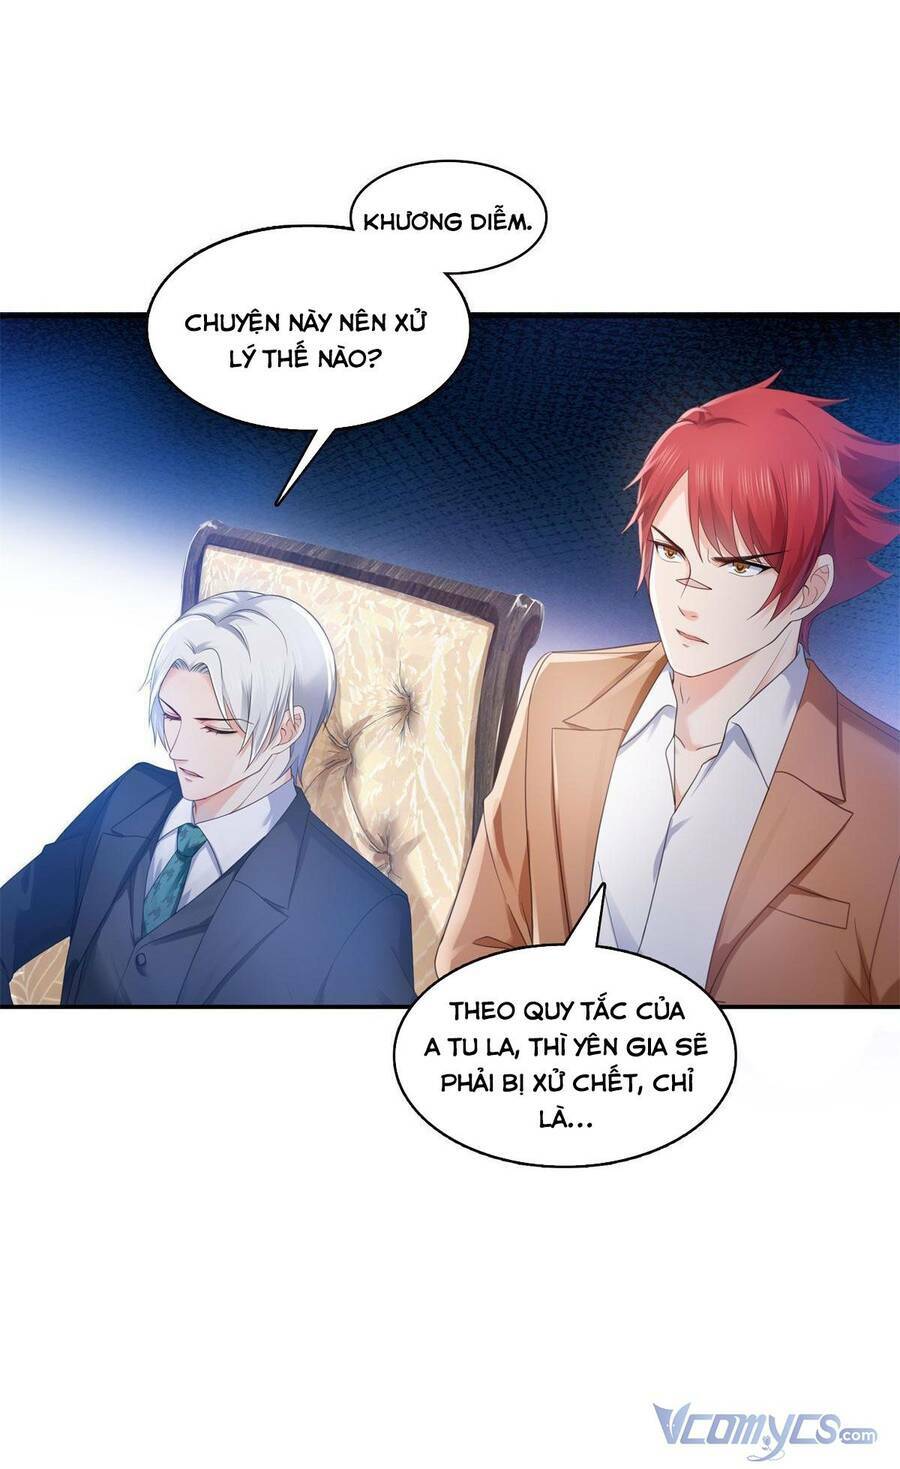 KHƯƠNG DIỄM.
CHUYỆN NÀY NÊN XỬ
LÝ THẾ NÀO?
THEO QUY TẮC CỦA
A TU LA, THÌ YÊN GIA SẼ
PHẢI BỊ XỬ CHẾT, CHỈ
LÀ...
VCOMYCS.com